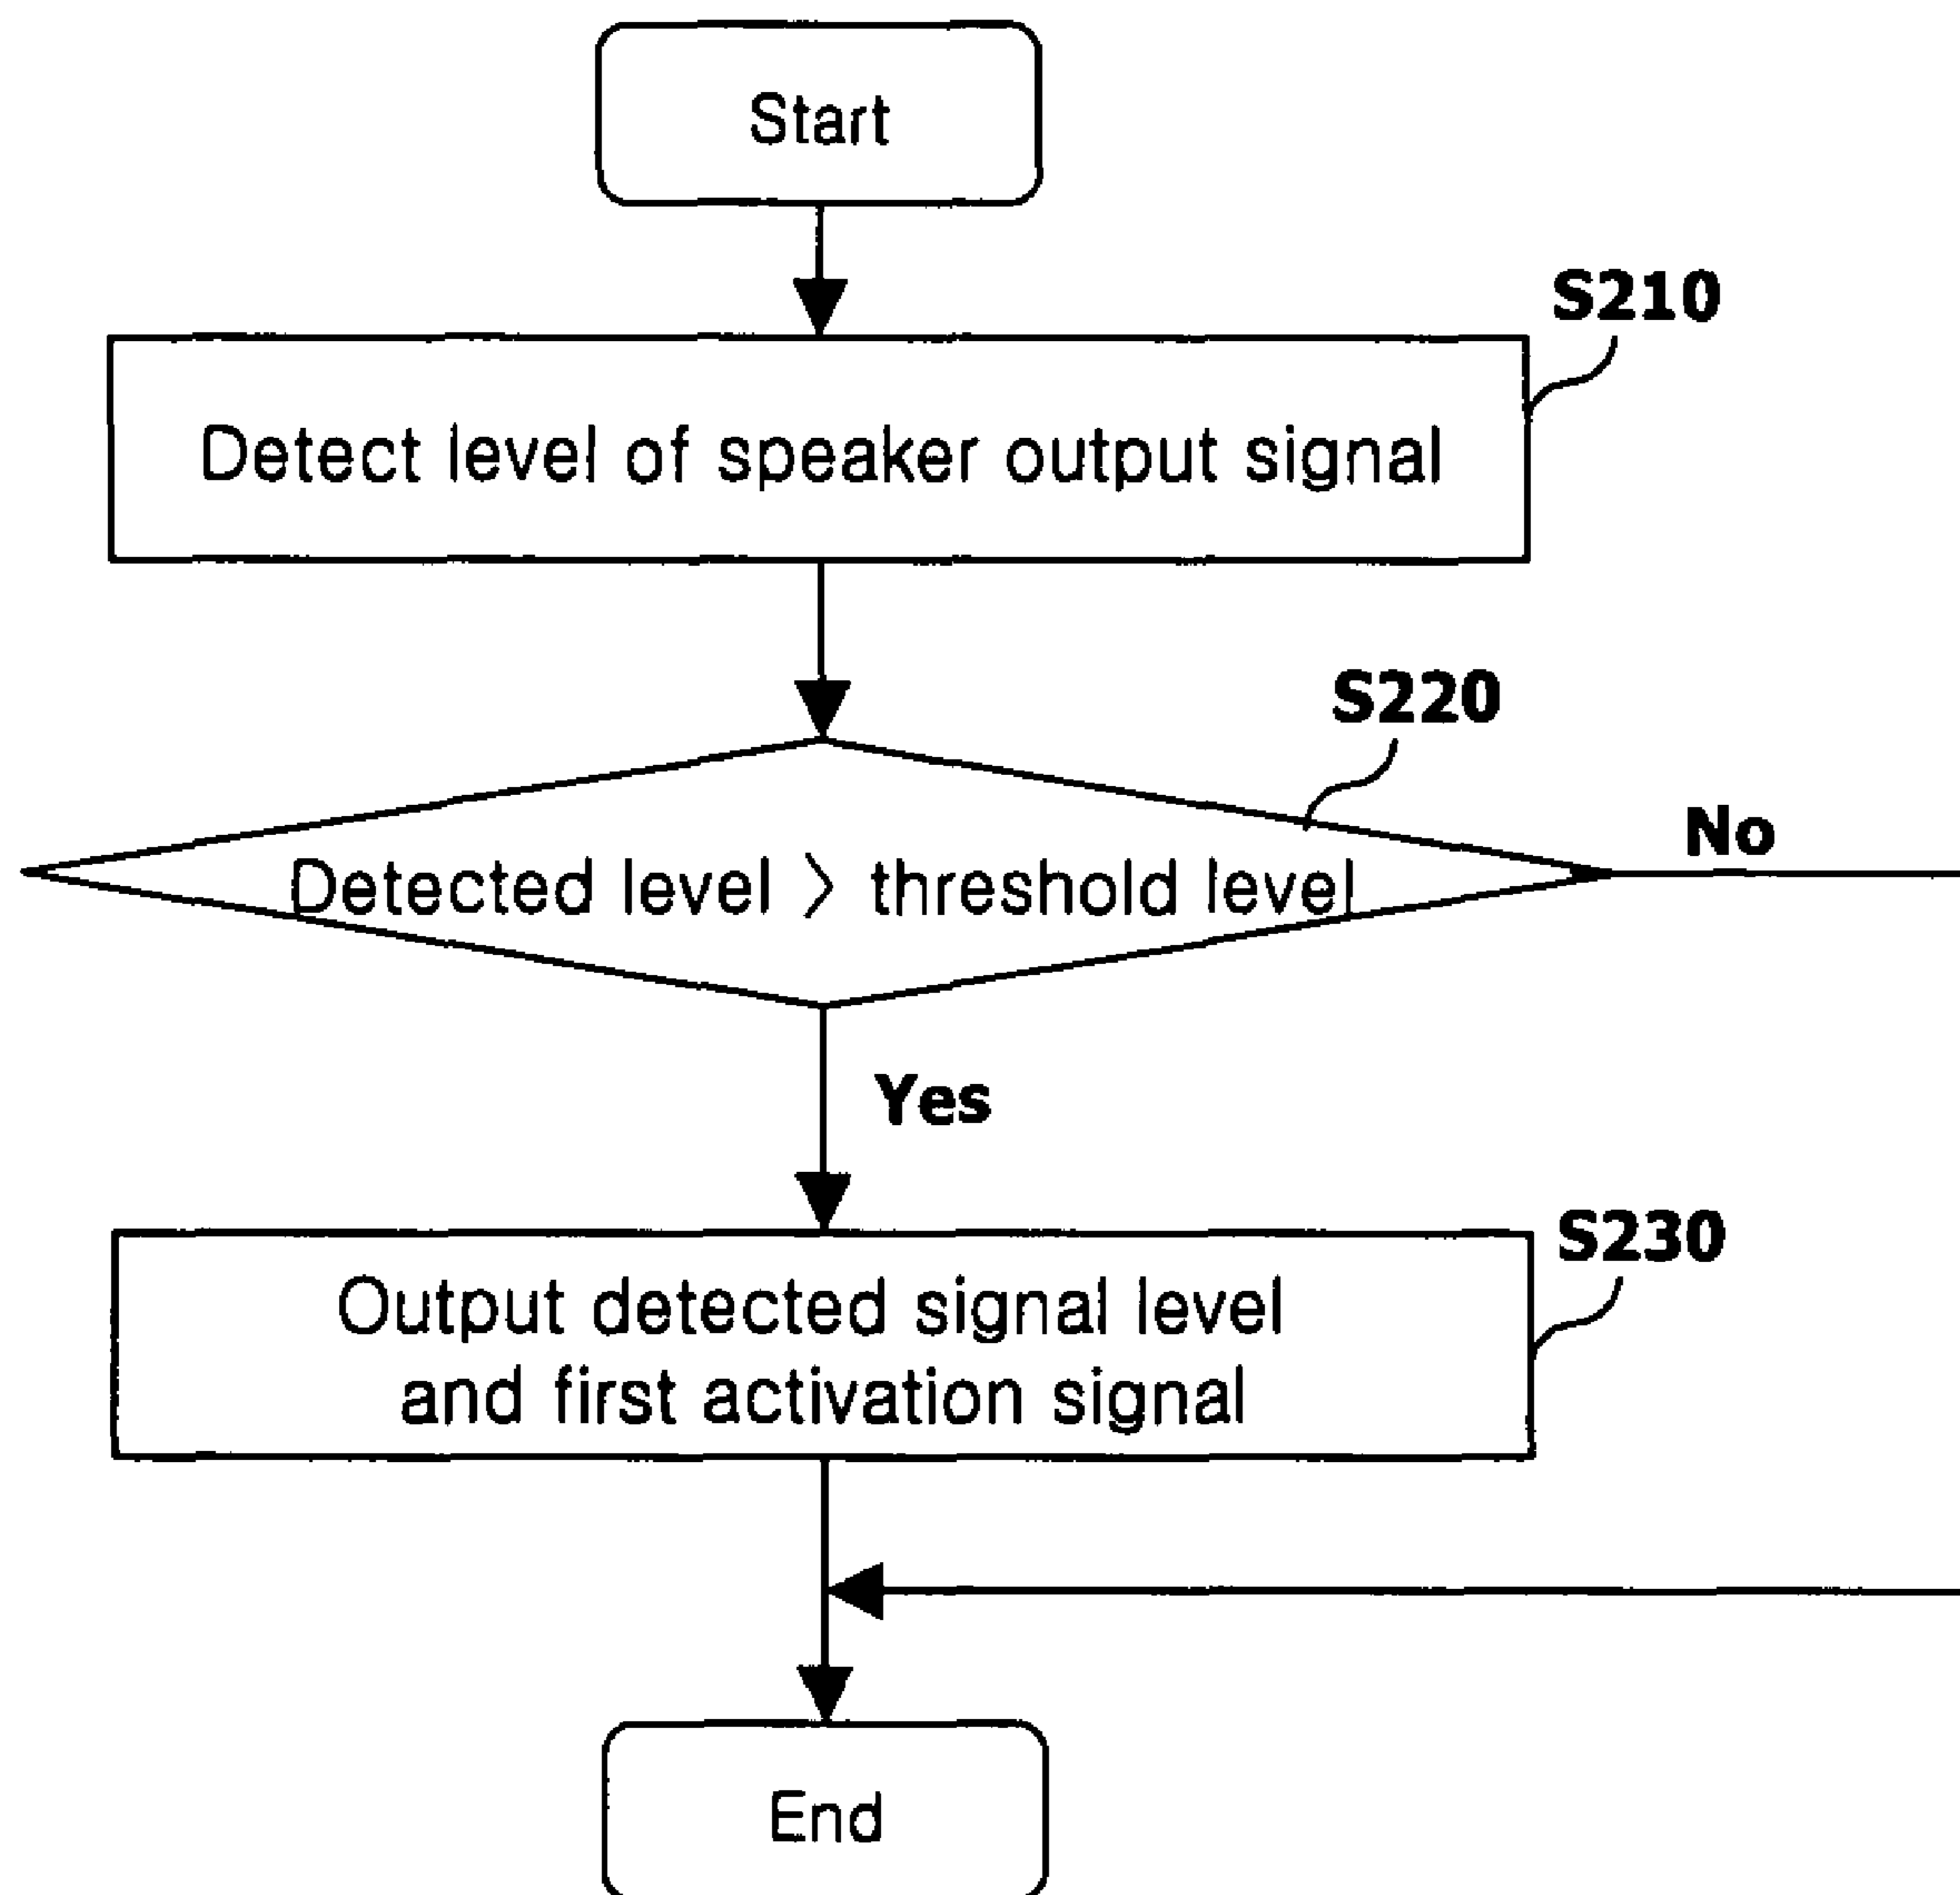 Start
S210
Detect level of speaker output signal
S220
No
Detected level > threshold level
Yes
S230
Output detected signal level
and first activation signal
End